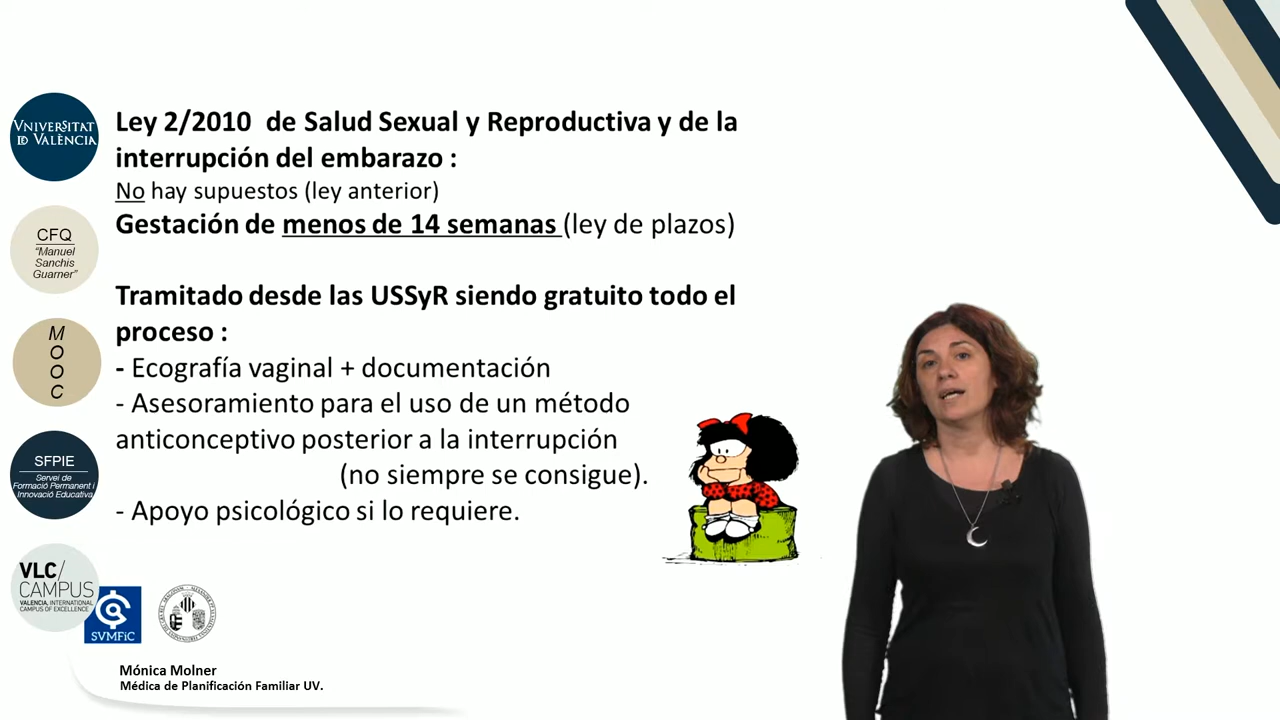 Ley 2/2010 de Salud Sexual y Reproductiva y de la
interrupción del embarazo :
No hay supuestos (ley anterior)
Gestación de menos de 14 semanas (ley de plazos)
Tramitado desde las USSyR siendo gratuito todo el
proceso :
- Ecografía vaginal + documentación
- Asesoramiento para el uso de un método
anticonceptivo posterior a la interrupción
(no siempre se consigue).
- Apoyo psicológico si lo requiere.
VNIVERSITAT
ID VALÈNCIA
CFQ
“Manuel
Sanchis
Guarner”
M
O
O
C
SFPIE
Servei de
Formació Permanent i
Innovació Educativa
VLC/
CAMPUS
VALENCIA, INTERNATIONAL
CAMPUS OF EXCELLENCE
SVMFiC
Mónica Molner
Médica de Planificación Familiar UV.